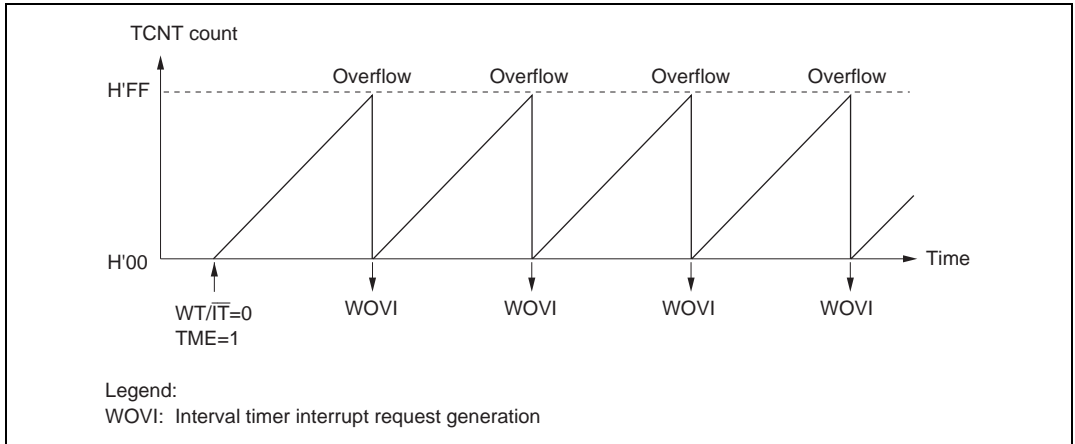 TCNT count
Overflow Overflow Overflow Overflow
H'FF
H'00
Time
WT/I̅T̅=0
TME=1
WOVI WOVI WOVI WOVI
Legend:
WOVI: Interval timer interrupt request generation